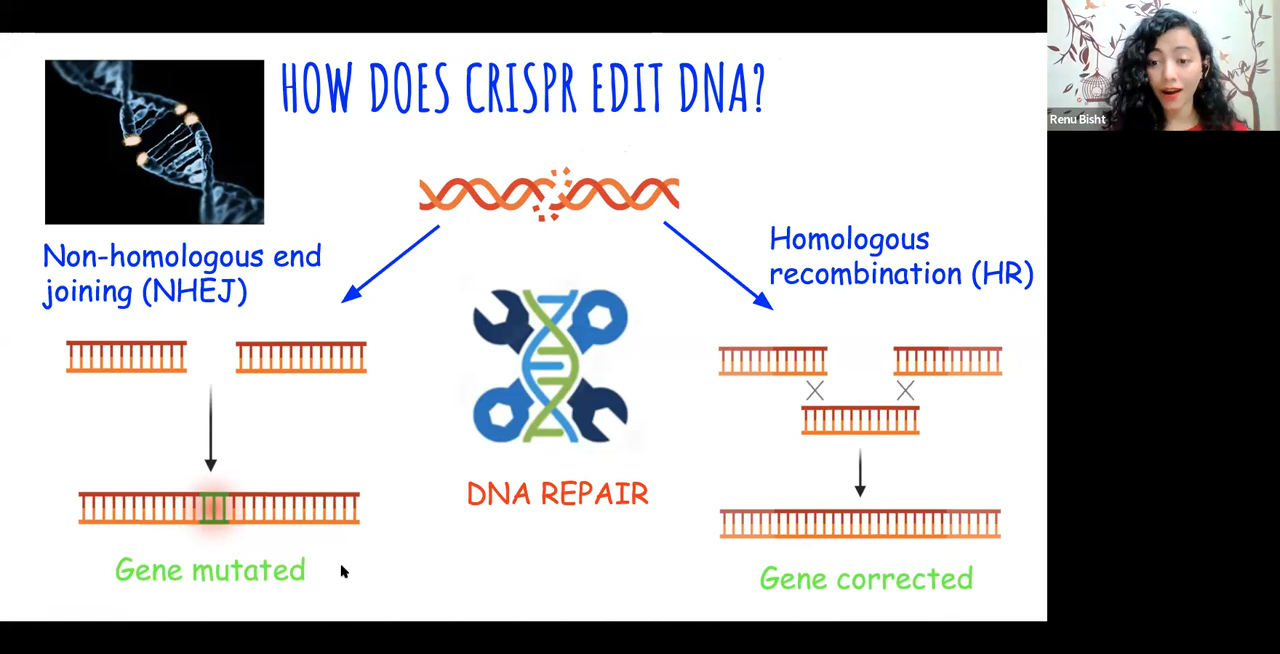 HOW DOES CRISPR EDIT DNA?
Renu Bisht
Non-homologous end
joining (NHEJ)
Homologous
recombination (HR)
DNA REPAIR
Gene mutated
Gene corrected